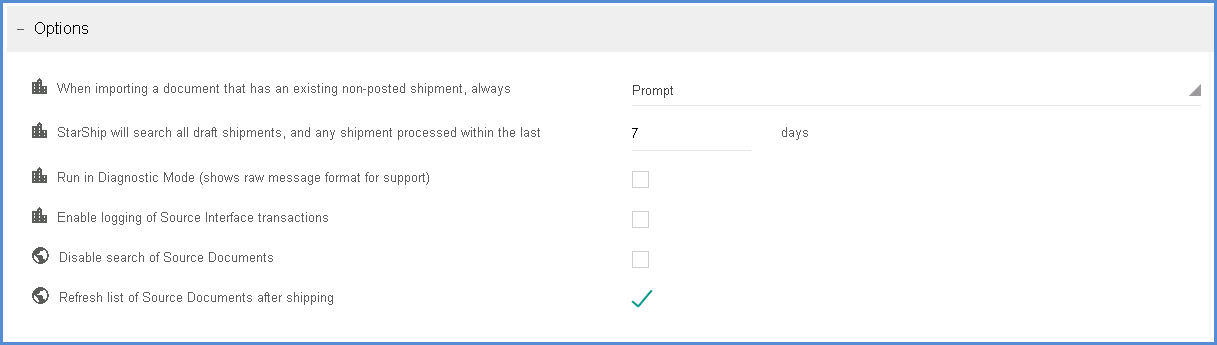 – Options
When importing a document that has an existing non-posted shipment, always Prompt
StarShip will search all draft shipments, and any shipment processed within the last 7 days
Run in Diagnostic Mode (shows raw message format for support)
Enable logging of Source Interface transactions
Disable search of Source Documents
Refresh list of Source Documents after shipping